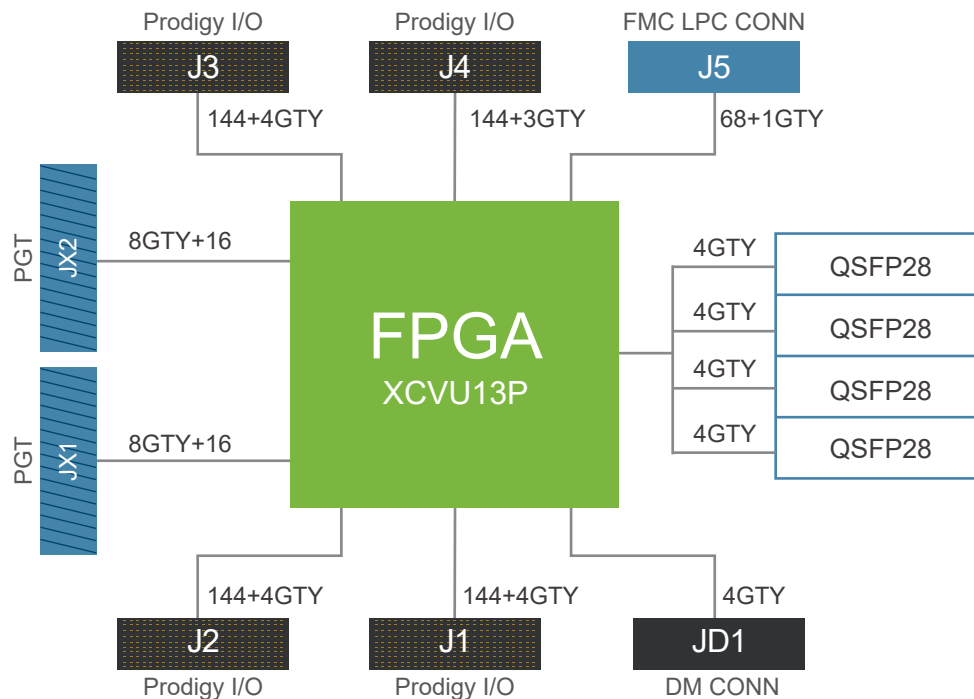 Prodigy I/O
J3
144+4GTY
Prodigy I/O
J4
144+3GTY
FMC LPC CONN
J5
68+1GTY
PGT
JX2
8GTY+16
PGT
JX1
8GTY+16
FPGA
XCVU13P
4GTY
QSFP28
4GTY
QSFP28
4GTY
QSFP28
4GTY
QSFP28
144+4GTY
J2
Prodigy I/O
144+4GTY
J1
Prodigy I/O
4GTY
JD1
DM CONN